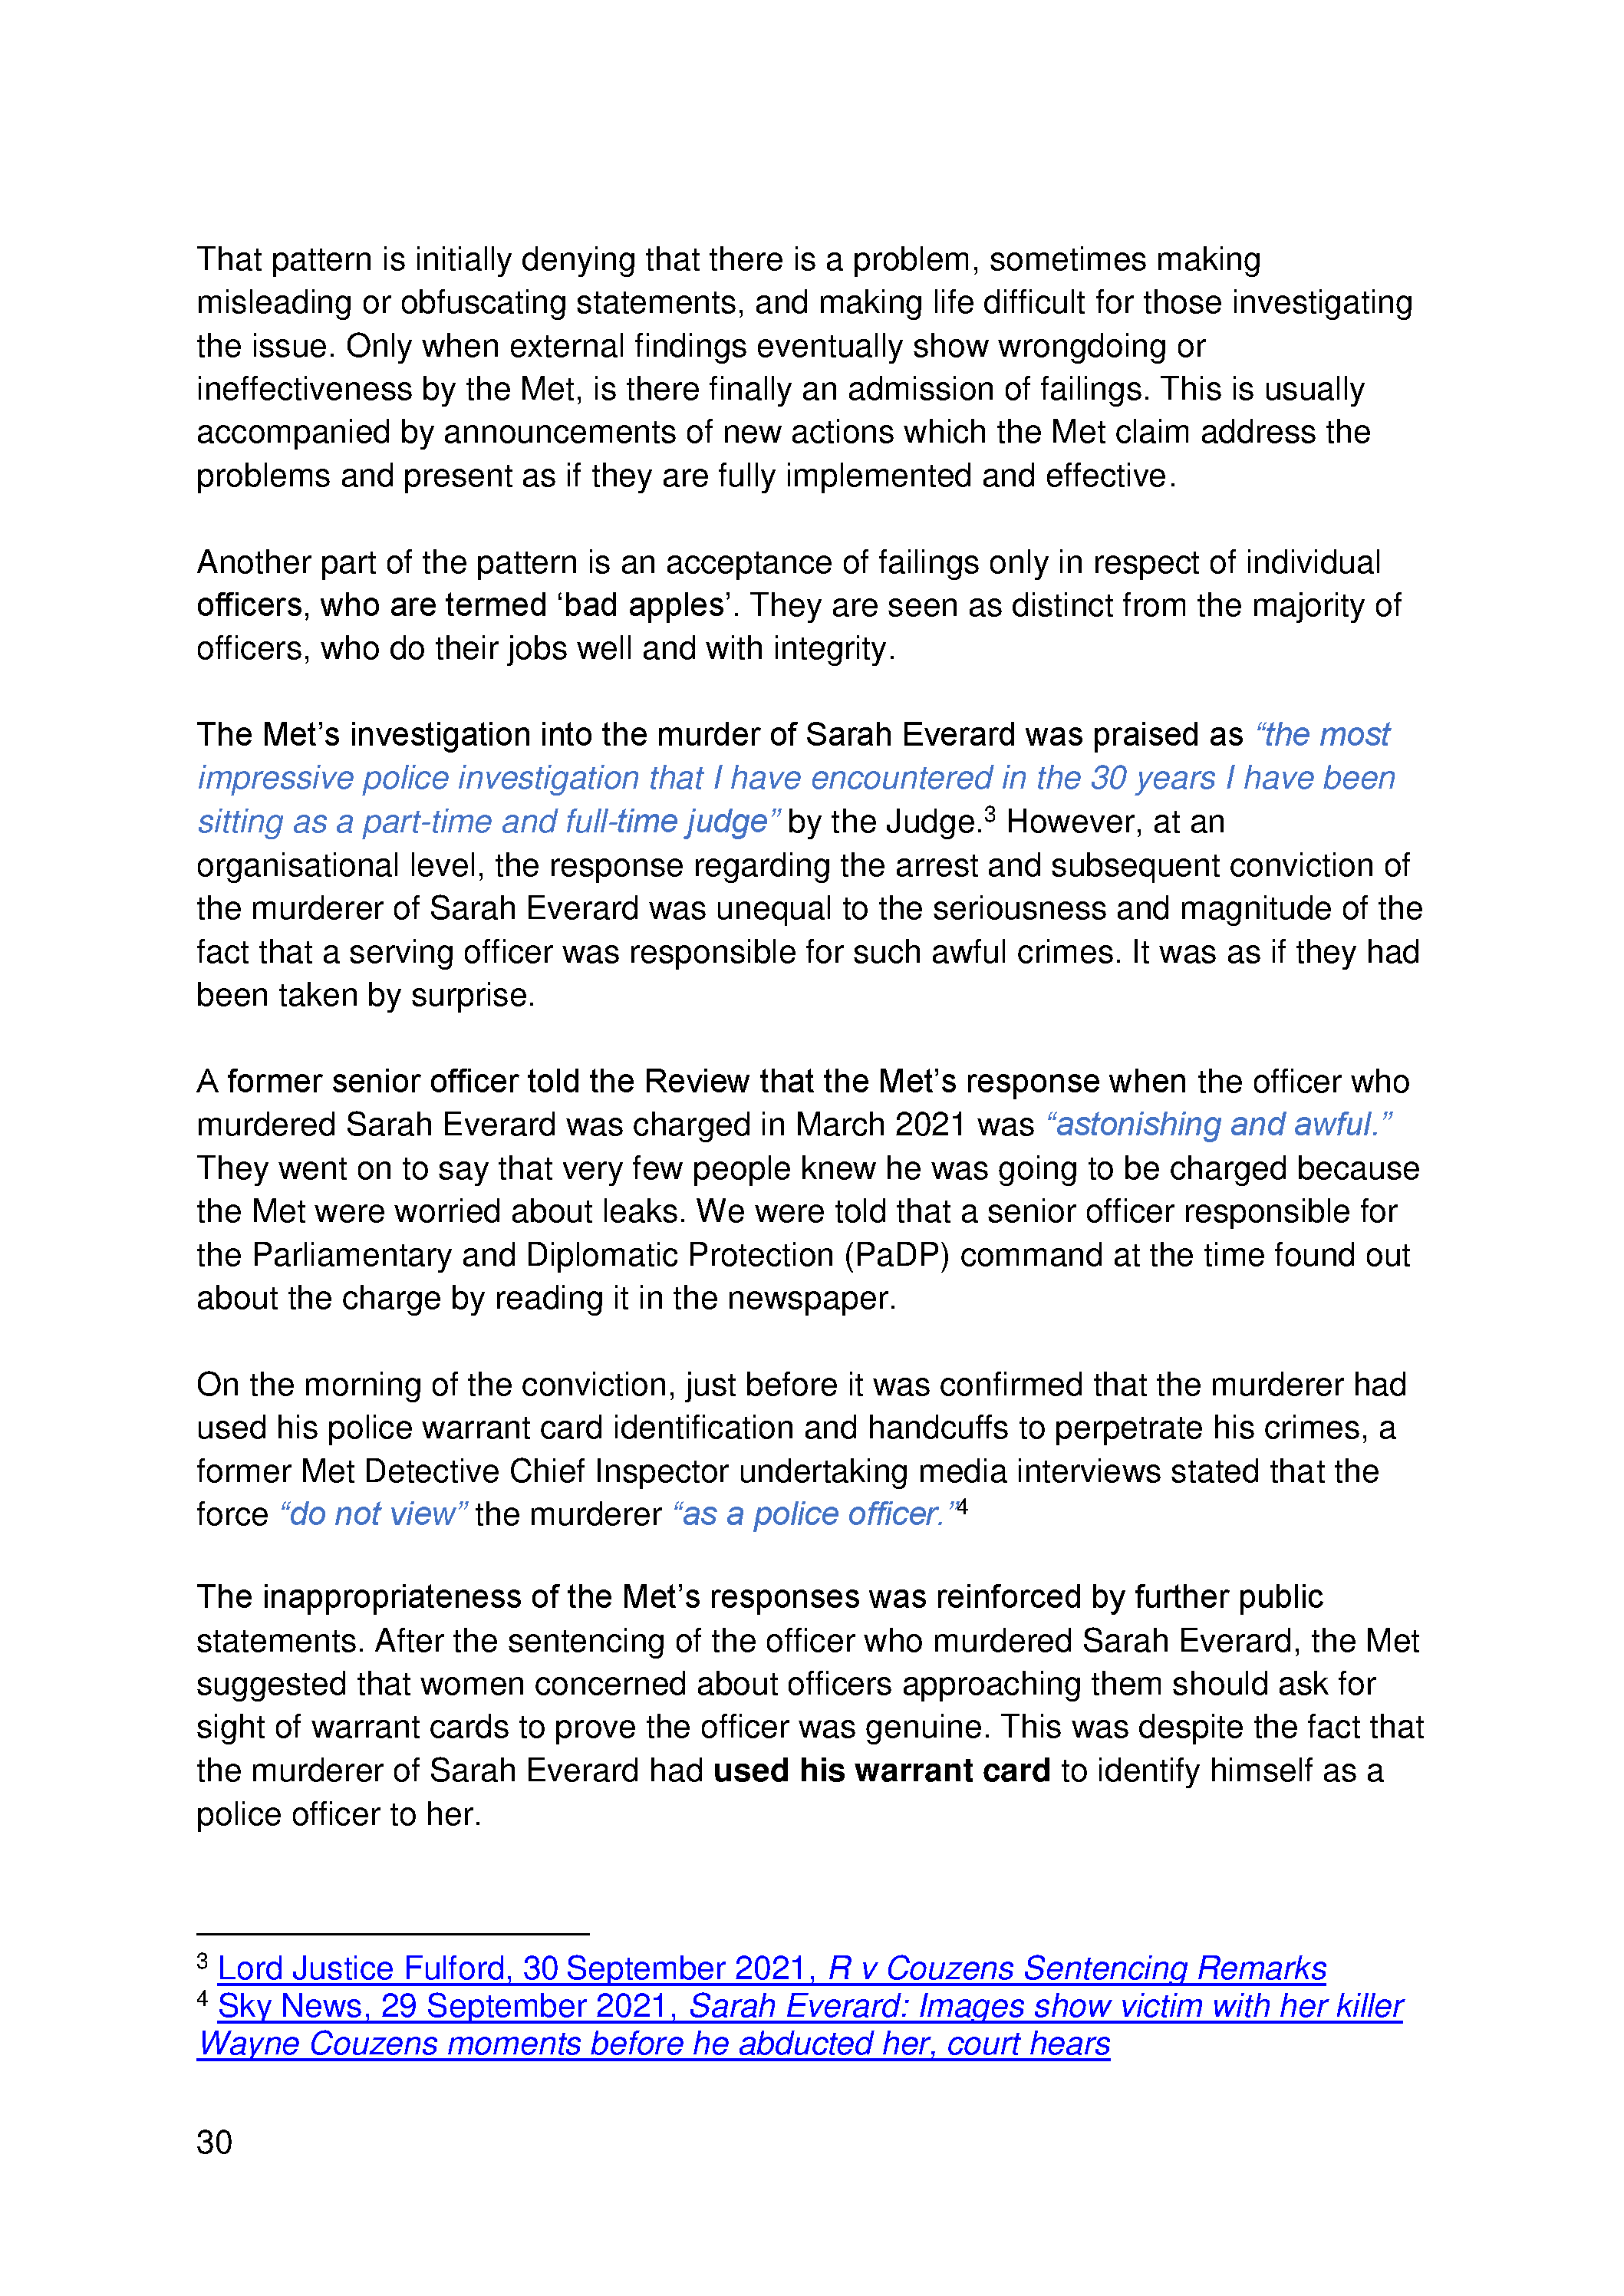 That pattern is initially denying that there is a problem, sometimes making
misleading or obfuscating statements, and making life difficult for those investigating
the issue. Only when external findings eventually show wrongdoing or
ineffectiveness by the Met, is there finally an admission of failings. This is usually
accompanied by announcements of new actions which the Met claim address the
problems and present as if they are fully implemented and effective.
Another part of the pattern is an acceptance of failings only in respect of individual
officers, who are termed ‘bad apples’. They are seen as distinct from the majority of
officers, who do their jobs well and with integrity.
The Met’s investigation into the murder of Sarah Everard was praised as “the most
impressive police investigation that I have encountered in the 30 years I have been
sitting as a part-time and full-time judge” by the Judge.3 However, at an
organisational level, the response regarding the arrest and subsequent conviction of
the murderer of Sarah Everard was unequal to the seriousness and magnitude of the
fact that a serving officer was responsible for such awful crimes. It was as if they had
been taken by surprise.
A former senior officer told the Review that the Met’s response when the officer who
murdered Sarah Everard was charged in March 2021 was “astonishing and awful.”
They went on to say that very few people knew he was going to be charged because
the Met were worried about leaks. We were told that a senior officer responsible for
the Parliamentary and Diplomatic Protection (PaDP) command at the time found out
about the charge by reading it in the newspaper.
On the morning of the conviction, just before it was confirmed that the murderer had
used his police warrant card identification and handcuffs to perpetrate his crimes, a
former Met Detective Chief Inspector undertaking media interviews stated that the
force “do not view” the murderer “as a police officer.”4
The inappropriateness of the Met’s responses was reinforced by further public
statements. After the sentencing of the officer who murdered Sarah Everard, the Met
suggested that women concerned about officers approaching them should ask for
sight of warrant cards to prove the officer was genuine. This was despite the fact that
the murderer of Sarah Everard had used his warrant card to identify himself as a
police officer to her.
3 Lord Justice Fulford, 30 September 2021, R v Couzens Sentencing Remarks
4 Sky News, 29 September 2021, Sarah Everard: Images show victim with her killer
Wayne Couzens moments before he abducted her, court hears
30